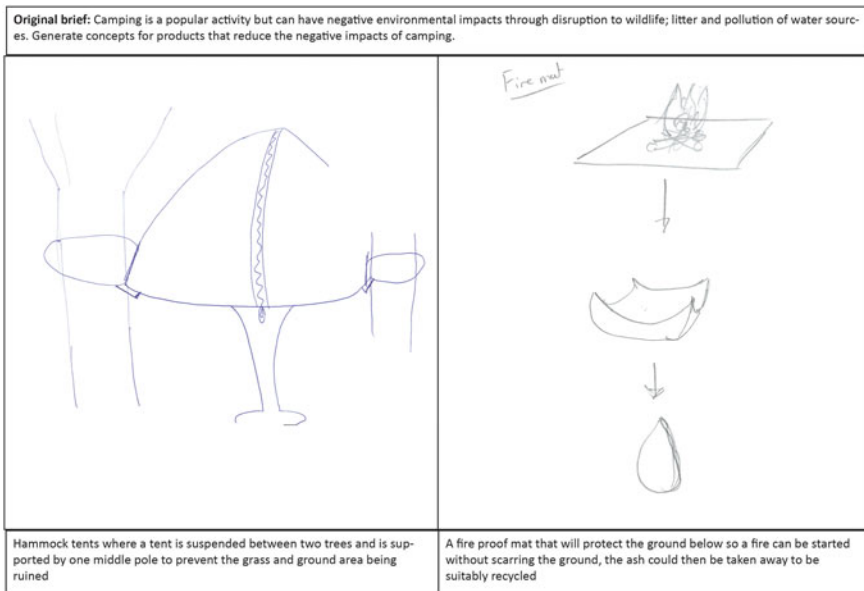 Original brief: Camping is a popular activity but can have negative environmental impacts through disruption to wildlife; litter and pollution of water sourc-
es. Generate concepts for products that reduce the negative impacts of camping.
Fire mat
Hammock tents where a tent is suspended between two trees and is sup-
ported by one middle pole to prevent the grass and ground area being
ruined
A fire proof mat that will protect the ground below so a fire can be started
without scarring the ground, the ash could then be taken away to be
suitably recycled